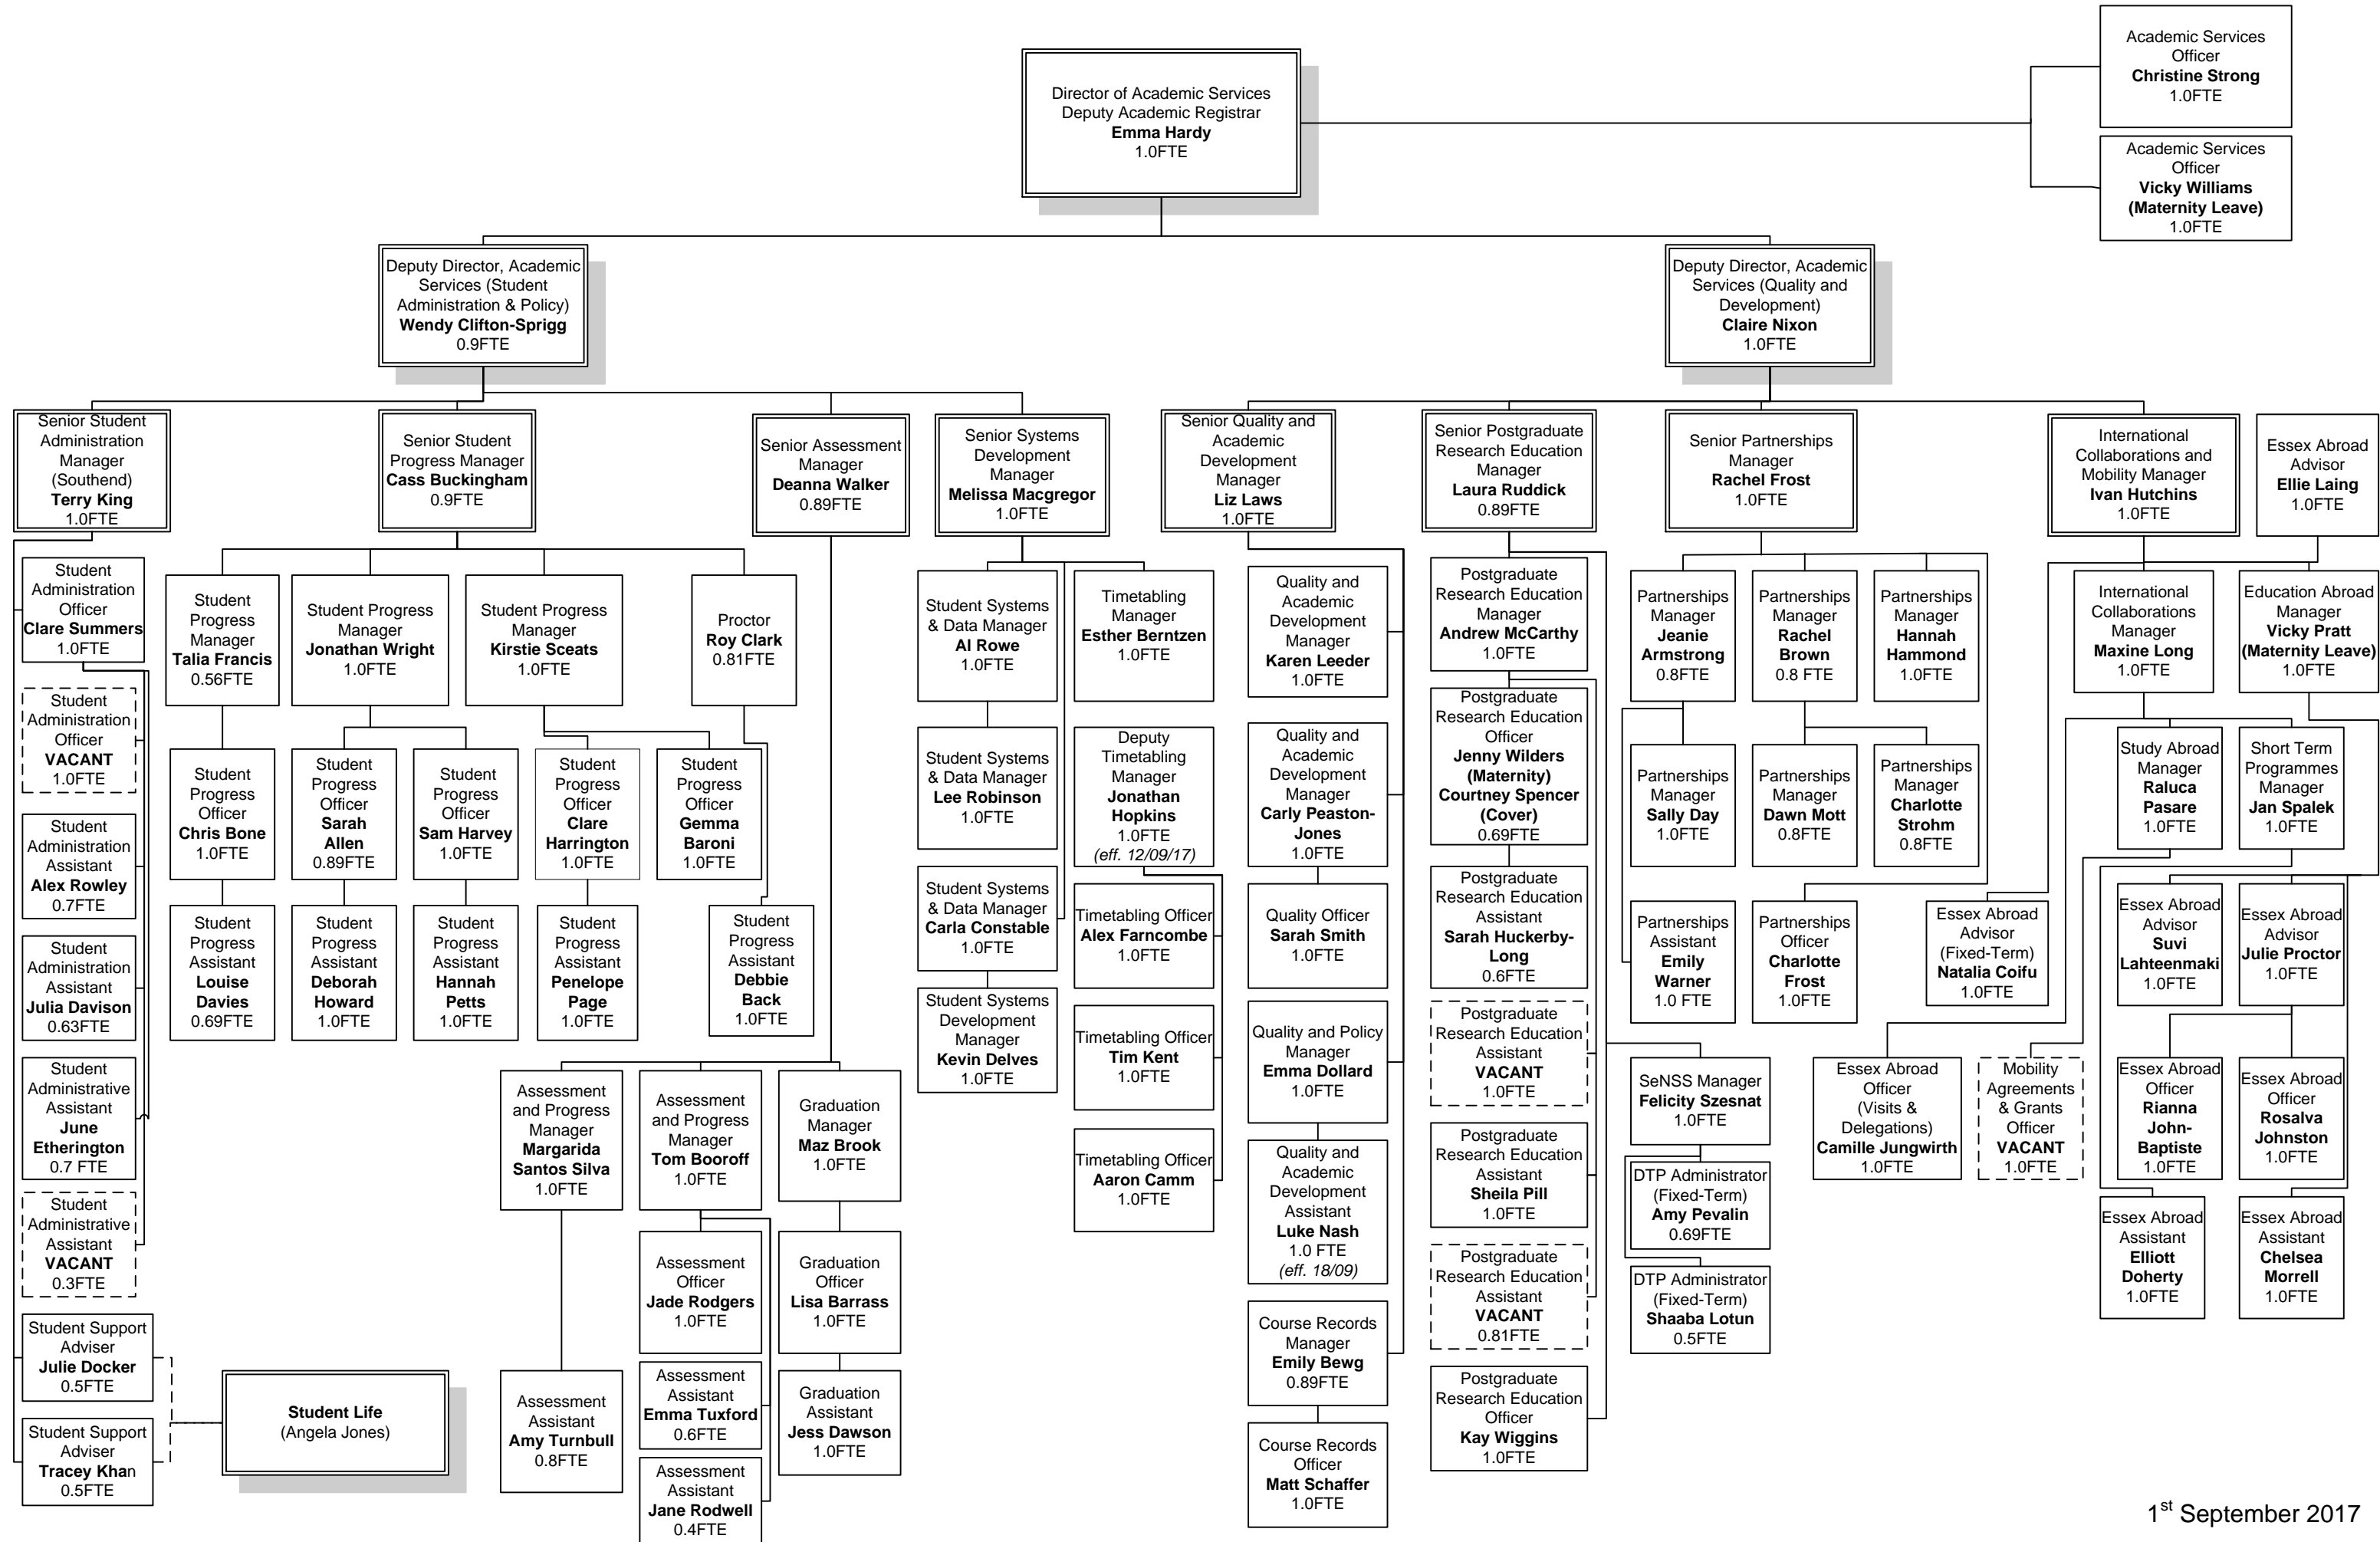 Academic Services
Officer
Christine Strong
1.0FTE
Director of Academic Services
Deputy Academic Registrar
Emma Hardy
1.0FTE
Academic Services
Officer
Vicky Williams
(Maternity Leave)
1.0FTE
Deputy Director, Academic
Services (Student
Administration & Policy)
Wendy Clifton-Sprigg
0.9FTE
Deputy Director, Academic
Services (Quality and
Development)
Claire Nixon
1.0FTE
Senior Student
Administration
Manager
(Southend)
Terry King
1.0FTE
Senior Student
Progress Manager
Cass Buckingham
0.9FTE
Senior Assessment
Manager
Deanna Walker
0.89FTE
Senior Systems
Development
Manager
Melissa Macgregor
1.0FTE
Senior Quality and
Academic
Development
Manager
Liz Laws
1.0FTE
Senior Postgraduate
Research Education
Manager
Laura Ruddick
0.89FTE
Senior Partnerships
Manager
Rachel Frost
1.0FTE
International
Collaborations and
Mobility Manager
Ivan Hutchins
1.0FTE
Essex Abroad
Advisor
Ellie Laing
1.0FTE
Student
Administration
Officer
Clare Summers
1.0FTE
Student
Administration
Officer
VACANT
1.0FTE
Student
Administration
Assistant
Alex Rowley
0.7FTE
Student
Administration
Assistant
Julia Davison
0.63FTE
Student
Administrative
Assistant
June
Etherington
0.7 FTE
Student
Administrative
Assistant
VACANT
0.3FTE
Student Support
Adviser
Julie Docker
0.5FTE
Student Support
Adviser
Tracey Khan
0.5FTE
Student Life
(Angela Jones)
Student
Progress
Manager
Talia Francis
0.56FTE
Student Progress
Manager
Jonathan Wright
1.0FTE
Student Progress
Manager
Kirstie Sceats
1.0FTE
Proctor
Roy Clark
0.81FTE
Student
Progress
Officer
Chris Bone
1.0FTE
Student
Progress
Officer
Sarah
Allen
0.89FTE
Student
Progress
Officer
Sam Harvey
1.0FTE
Student
Progress
Officer
Clare
Harrington
1.0FTE
Student
Progress
Officer
Gemma
Baroni
1.0FTE
Student
Progress
Assistant
Louise
Davies
0.69FTE
Student
Progress
Assistant
Deborah
Howard
1.0FTE
Student
Progress
Assistant
Hannah
Petts
1.0FTE
Student
Progress
Assistant
Penelope
Page
1.0FTE
Student
Progress
Assistant
Debbie
Back
1.0FTE
Assessment
and Progress
Manager
Margarida
Santos Silva
1.0FTE
Assessment
and Progress
Manager
Tom Booroff
1.0FTE
Graduation
Manager
Maz Brook
1.0FTE
Assessment
Officer
Jade Rodgers
1.0FTE
Graduation
Officer
Lisa Barrass
1.0FTE
Assessment
Assistant
Amy Turnbull
0.8FTE
Assessment
Assistant
Emma Tuxford
0.6FTE
Assessment
Assistant
Jane Rodwell
0.4FTE
Graduation
Assistant
Jess Dawson
1.0FTE
Student Systems
& Data Manager
Al Rowe
1.0FTE
Timetabling
Manager
Esther Berntzen
1.0FTE
Student Systems
& Data Manager
Lee Robinson
1.0FTE
Deputy
Timetabling
Manager
Jonathan
Hopkins
1.0FTE
(eff. 12/09/17)
Student Systems
& Data Manager
Carla Constable
1.0FTE
Timetabling Officer
Alex Farncombe
1.0FTE
Student Systems
Development
Manager
Kevin Delves
1.0FTE
Timetabling Officer
Tim Kent
1.0FTE
Timetabling Officer
Aaron Camm
1.0FTE
Quality and
Academic
Development
Manager
Karen Leeder
1.0FTE
Quality and
Academic
Development
Manager
Carly Peaston-
Jones
1.0FTE
Quality Officer
Sarah Smith
1.0FTE
Quality and Policy
Manager
Emma Dollard
1.0FTE
Quality and
Academic
Development
Assistant
Luke Nash
1.0 FTE
(eff. 18/09)
Course Records
Manager
Emily Bewg
0.89FTE
Course Records
Officer
Matt Schaffer
1.0FTE
Postgraduate
Research Education
Manager
Andrew McCarthy
1.0FTE
Postgraduate
Research Education
Officer
Jenny Wilders
(Maternity)
Courtney Spencer
(Cover)
0.69FTE
Postgraduate
Research Education
Assistant
Sarah Huckerby-
Long
0.6FTE
Postgraduate
Research Education
Assistant
VACANT
1.0FTE
Postgraduate
Research Education
Assistant
Sheila Pill
1.0FTE
Postgraduate
Research Education
Assistant
VACANT
0.81FTE
Postgraduate
Research Education
Officer
Kay Wiggins
1.0FTE
SeNSS Manager
Felicity Szesnat
1.0FTE
DTP Administrator
(Fixed-Term)
Amy Pevalin
0.69FTE
DTP Administrator
(Fixed-Term)
Shaaba Lotun
0.5FTE
Partnerships
Manager
Jeanie
Armstrong
0.8FTE
Partnerships
Manager
Rachel
Brown
0.8 FTE
Partnerships
Manager
Hannah
Hammond
1.0FTE
Partnerships
Manager
Sally Day
1.0FTE
Partnerships
Manager
Dawn Mott
0.8FTE
Partnerships
Manager
Charlotte
Strohm
0.8FTE
Partnerships
Assistant
Emily
Warner
1.0 FTE
Partnerships
Officer
Charlotte
Frost
1.0FTE
International
Collaborations
Manager
Maxine Long
1.0FTE
Education Abroad
Manager
Vicky Pratt
(Maternity Leave)
1.0FTE
Study Abroad
Manager
Raluca
Pasare
1.0FTE
Short Term
Programmes
Manager
Jan Spalek
1.0FTE
Essex Abroad
Advisor
(Fixed-Term)
Natalia Coifu
1.0FTE
Essex Abroad
Advisor
Suvi
Lahteenmaki
1.0FTE
Essex Abroad
Advisor
Julie Proctor
1.0FTE
Essex Abroad
Officer
(Visits &
Delegations)
Camille Jungwirth
1.0FTE
Mobility
Agreements
& Grants
Officer
VACANT
1.0FTE
Essex Abroad
Officer
Rianna
John-
Baptiste
1.0FTE
Essex Abroad
Officer
Rosalva
Johnston
1.0FTE
Essex Abroad
Assistant
Elliott
Doherty
1.0FTE
Essex Abroad
Assistant
Chelsea
Morrell
1.0FTE
1st September 2017